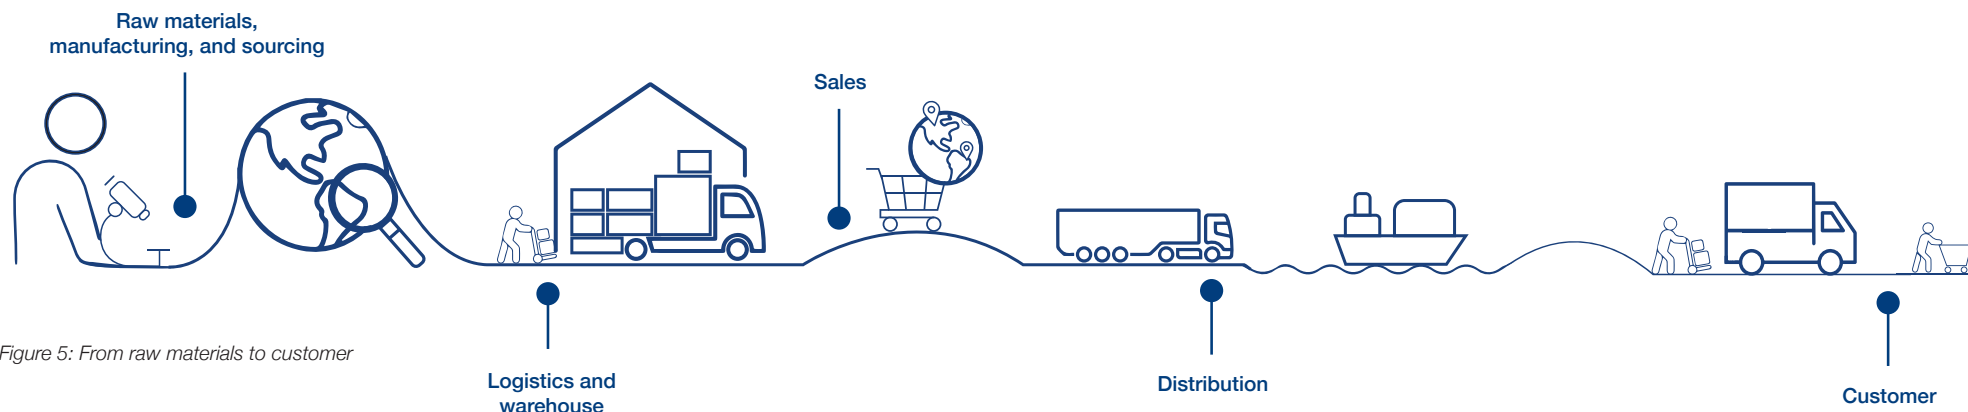 Raw materials,
manufacturing, and sourcing
Sales
Figure 5: From raw materials to customer
Logistics and
warehouse
Distribution
Customer